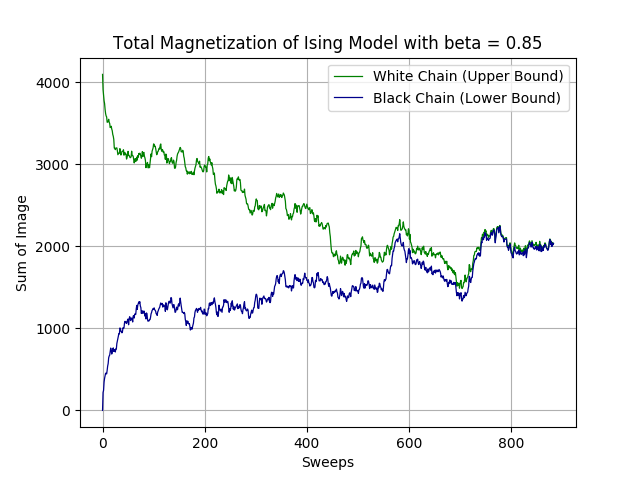 Total Magnetization of Ising Model with beta = 0.85
White Chain (Upper Bound)
Black Chain (Lower Bound)
Sum of Image
4000
3000
2000
1000
0
0 200 400 600 800
Sweeps